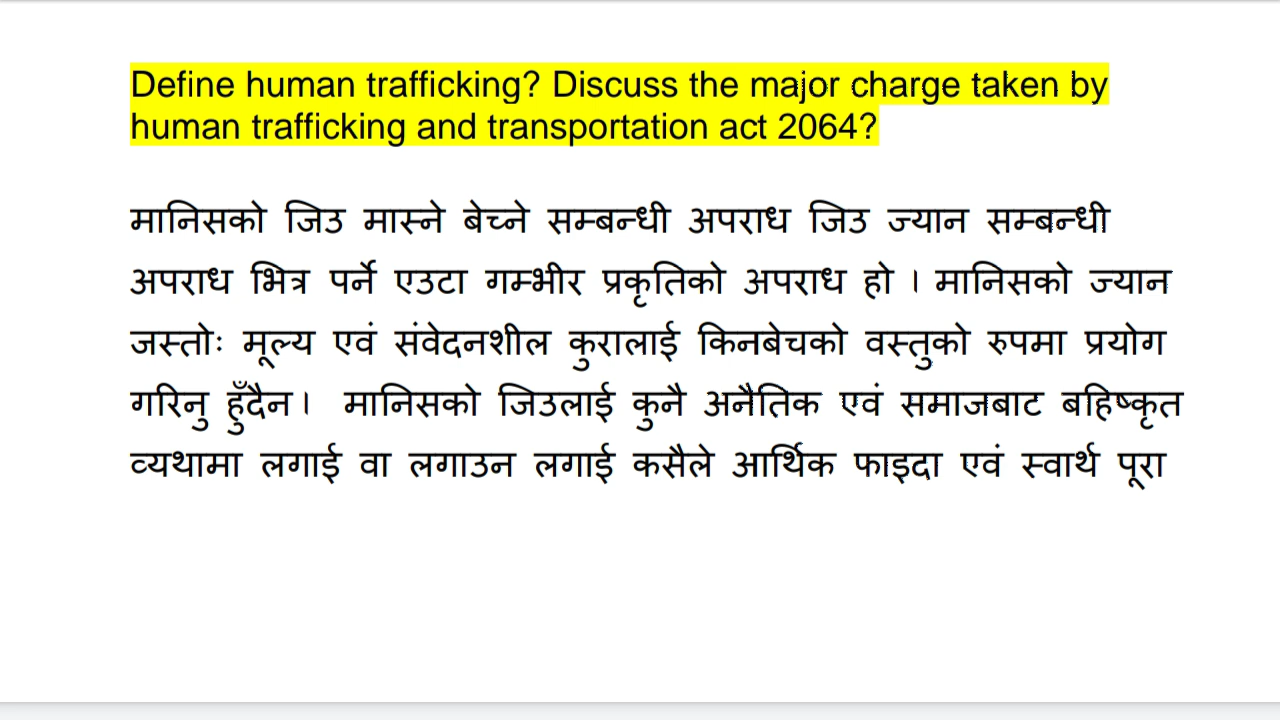 Define human trafficking? Discuss the major charge taken by
human trafficking and transportation act 2064?
मानिसको जिउ मास्ने बेच्ने सम्बन्धी अपराध जिउ ज्यान सम्बन्धी
अपराध भित्र पर्ने एउटा गम्भीर प्रकृतिको अपराध हो । मानिसको ज्यान
जस्तोः मूल्य एवं संवेदनशील कुरालाई किनबेचको वस्तुको रुपमा प्रयोग
गरिनु हुँदैन। मानिसको जिउलाई कुनै अनैतिक एवं समाजबाट बहिष्कृत
व्यथामा लगाई वा लगाउन लगाई कसैले आर्थिक फाइदा एवं स्वार्थ पूरा